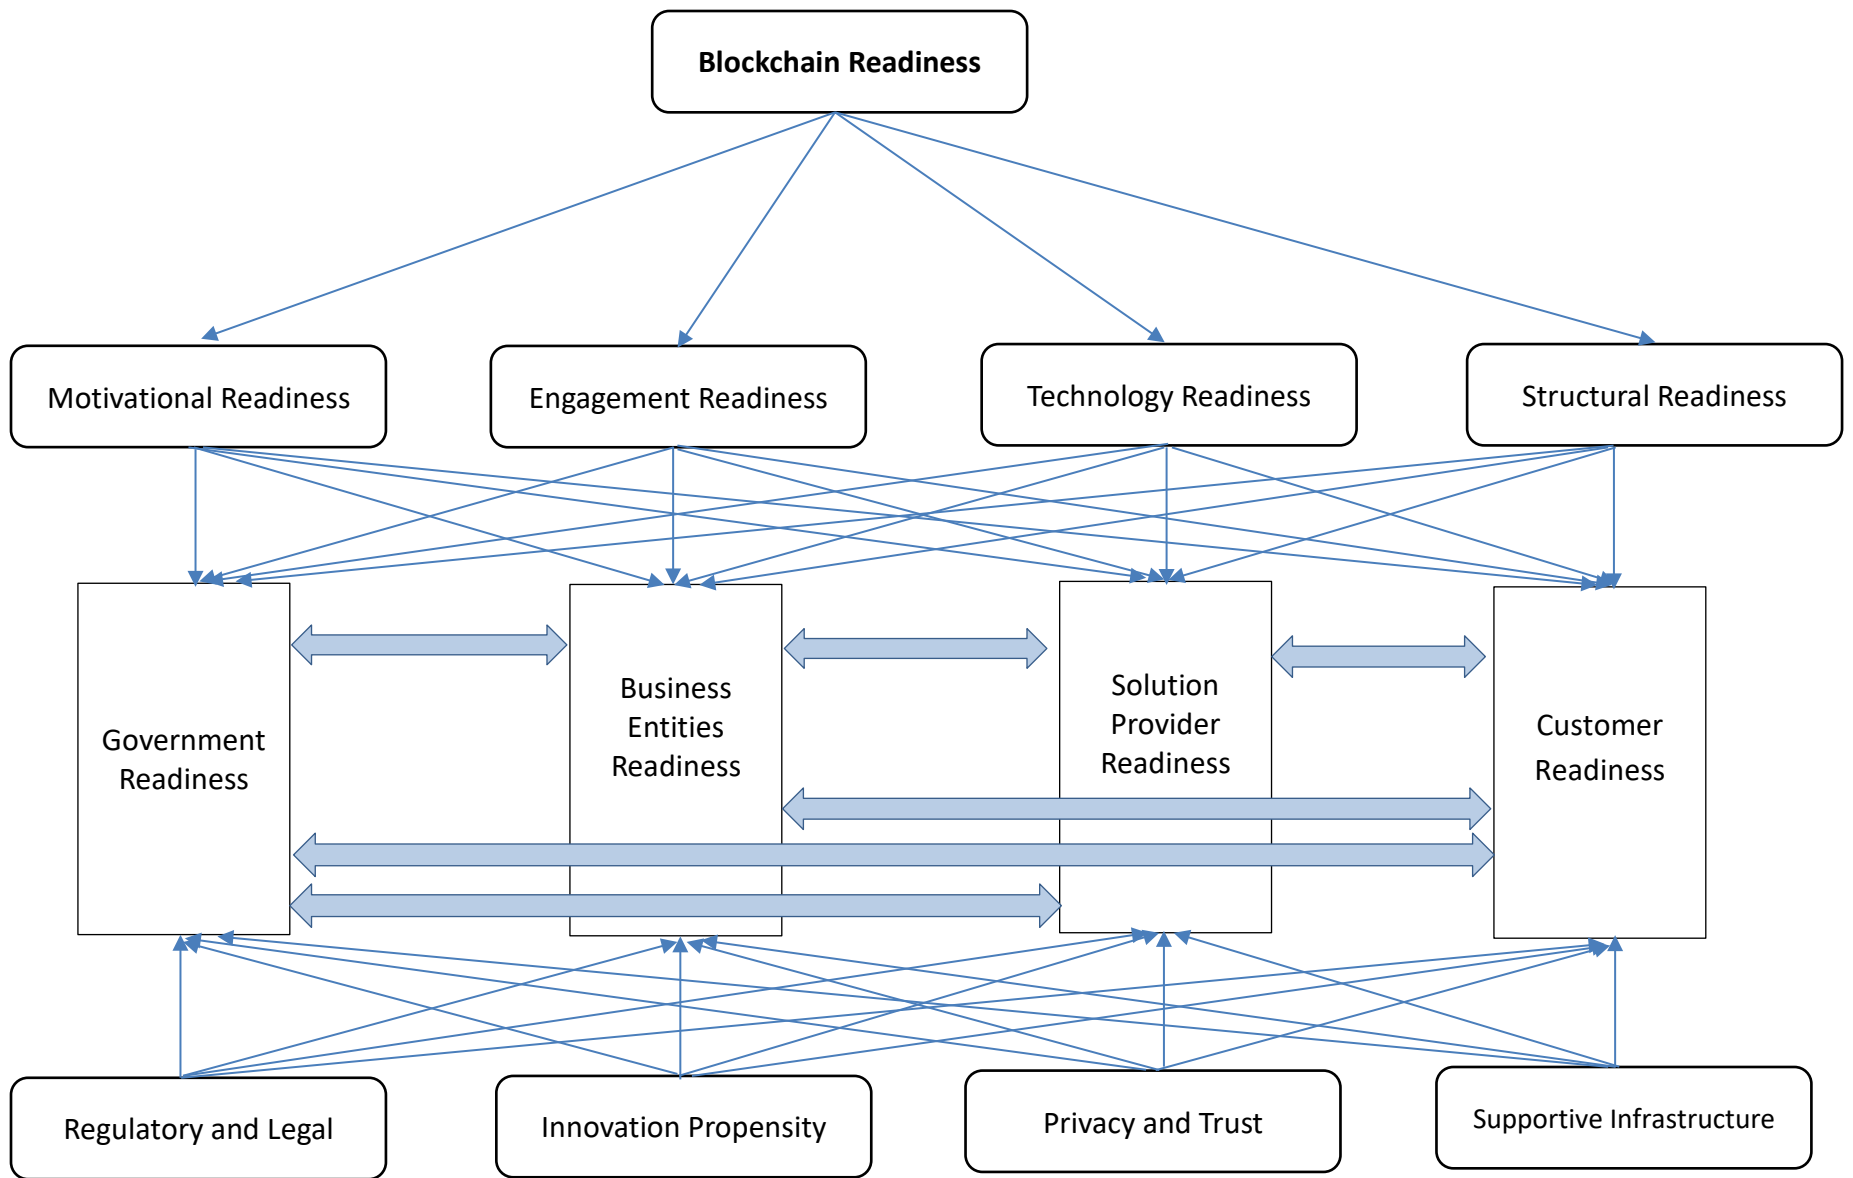 Blockchain Readiness
Motivational Readiness
Engagement Readiness
Technology Readiness
Structural Readiness
Government
Readiness
Business
Entities
Readiness
Solution
Provider
Readiness
Customer
Readiness
Regulatory and Legal
Innovation Propensity
Privacy and Trust
Supportive Infrastructure